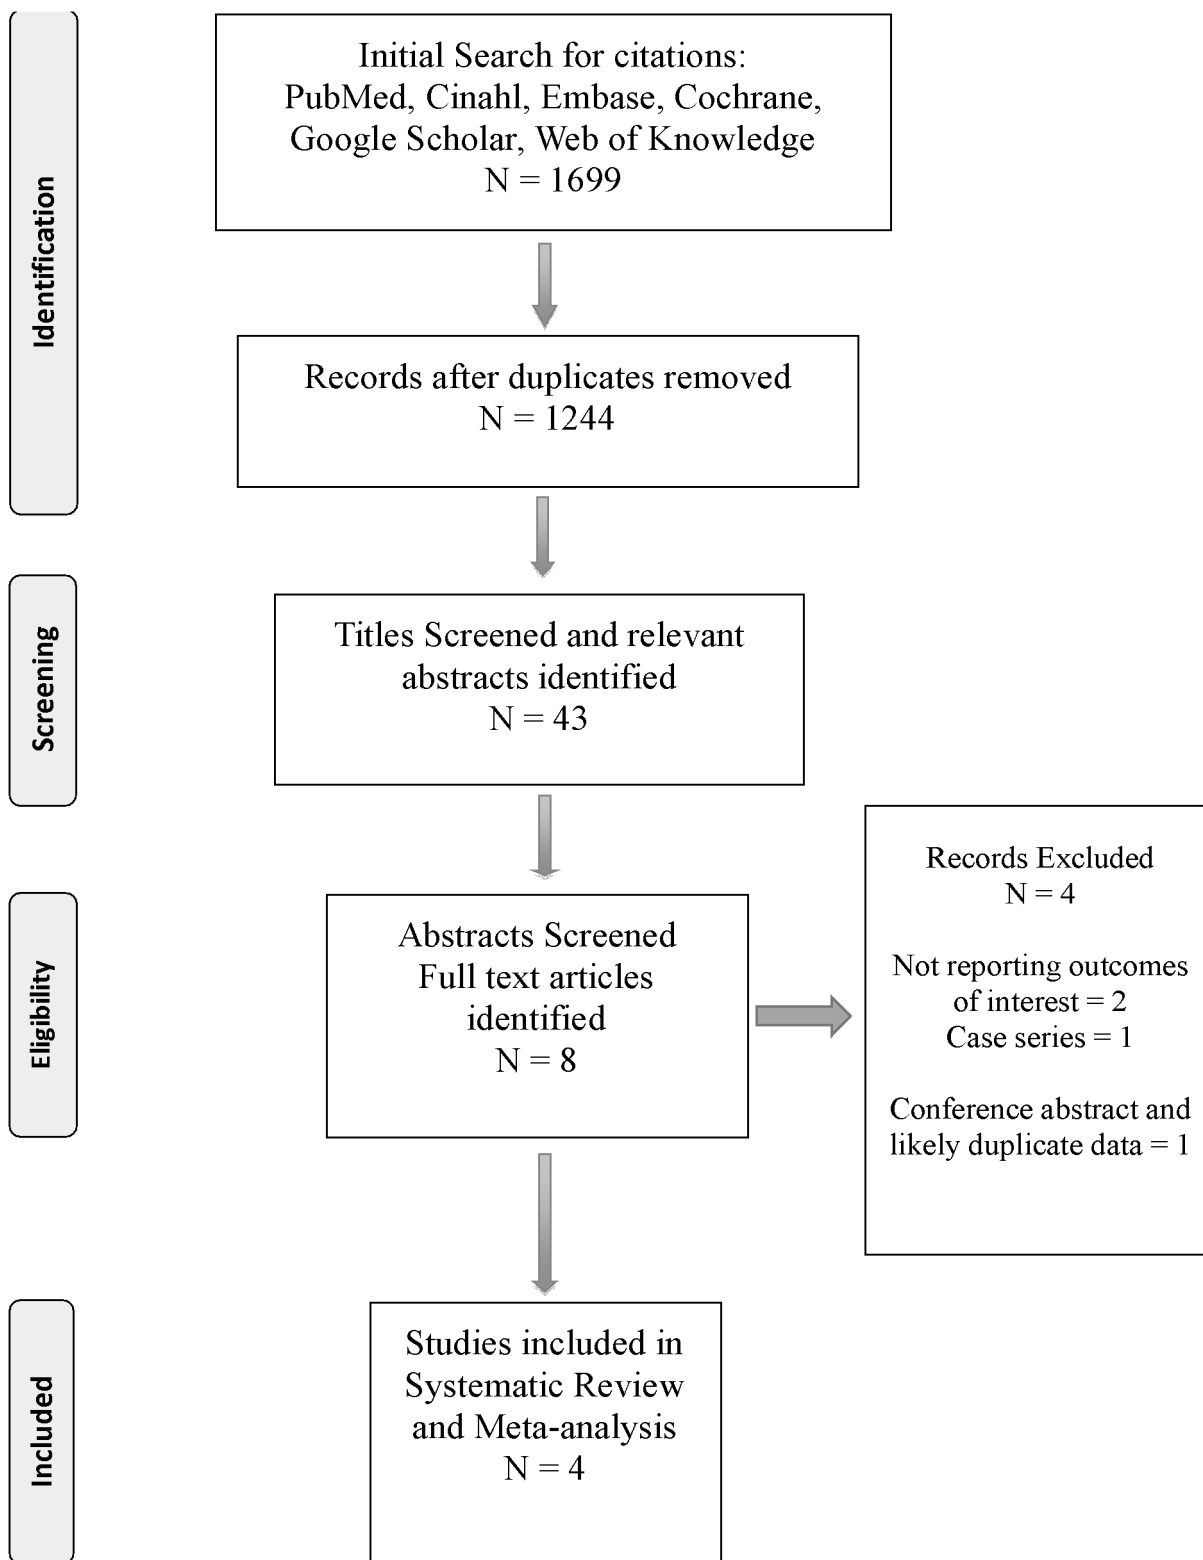 Identification
Initial Search for citations:
PubMed, Cinahl, Embase, Cochrane,
Google Scholar, Web of Knowledge
N = 1699
Records after duplicates removed
N = 1244
Screening
Titles Screened and relevant
abstracts identified
N = 43
Eligibility
Abstracts Screened
Full text articles
identified
N = 8
Records Excluded
N = 4
Not reporting outcomes
of interest = 2
Case series = 1
Conference abstract and
likely duplicate data = 1
Included
Studies included in
Systematic Review
and Meta-analysis
N = 4